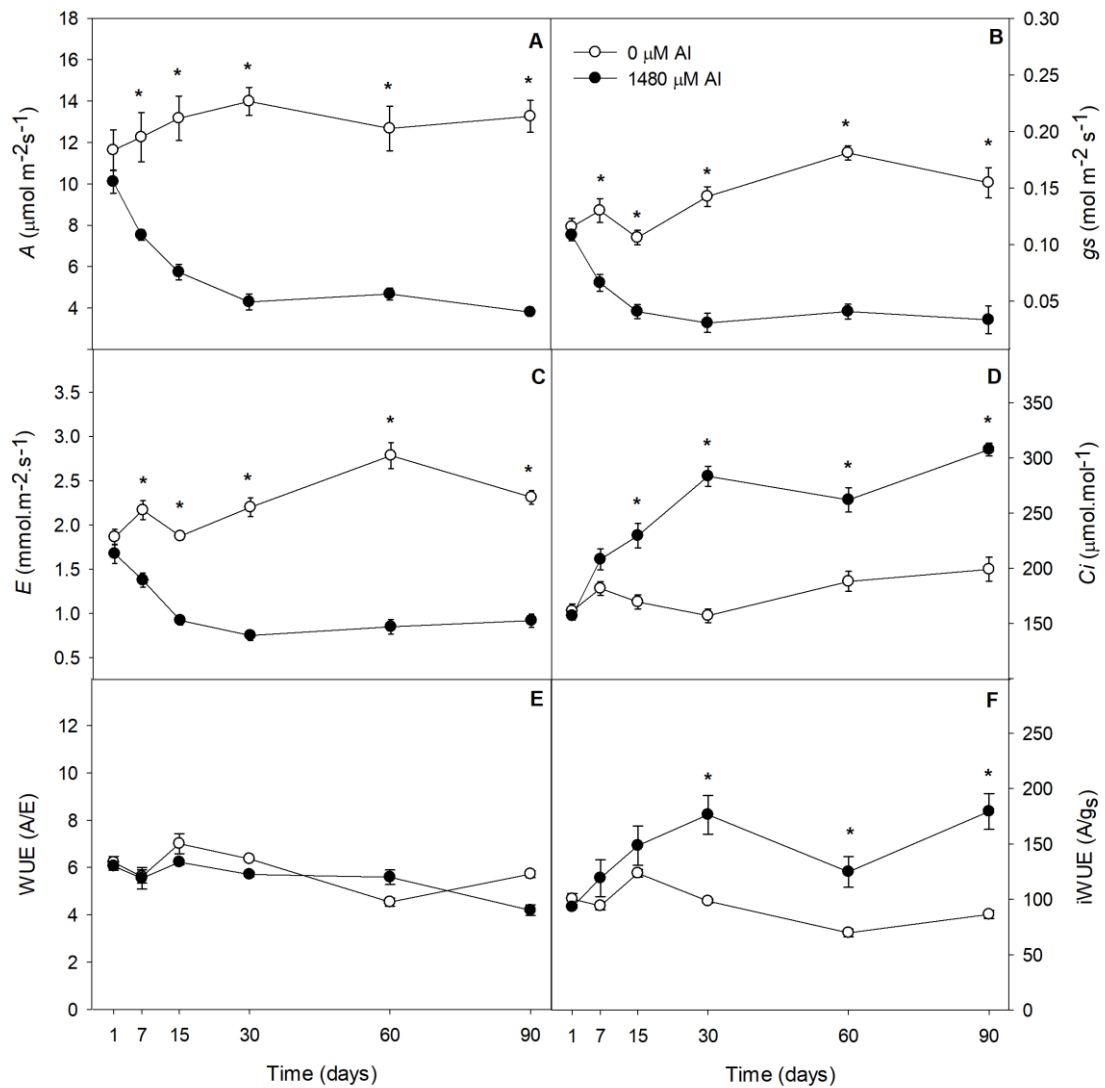 18
16
14
12
10
8
6
4
A (μmol m-2s-1)
A
* * * * *
0.30
0.25
0.20
0.15
0.10
0.05
gs (mol m-2 s-1)
B
0 μM Al
1480 μM Al
* * * * *
3.5
3.0
2.5
2.0
1.5
1.0
0.5
E (mmol.m-2.s-1)
C
* * * * *
350
300
250
200
150
Ci (μmol.mol-1)
D
* * * *
12
10
8
6
4
2
0
WUE (A/E)
E
250
200
150
100
50
0
iWUE (A/gs)
F
* * *
1 7 15 30 60 90
Time (days)
1 7 15 30 60 90
Time (days)